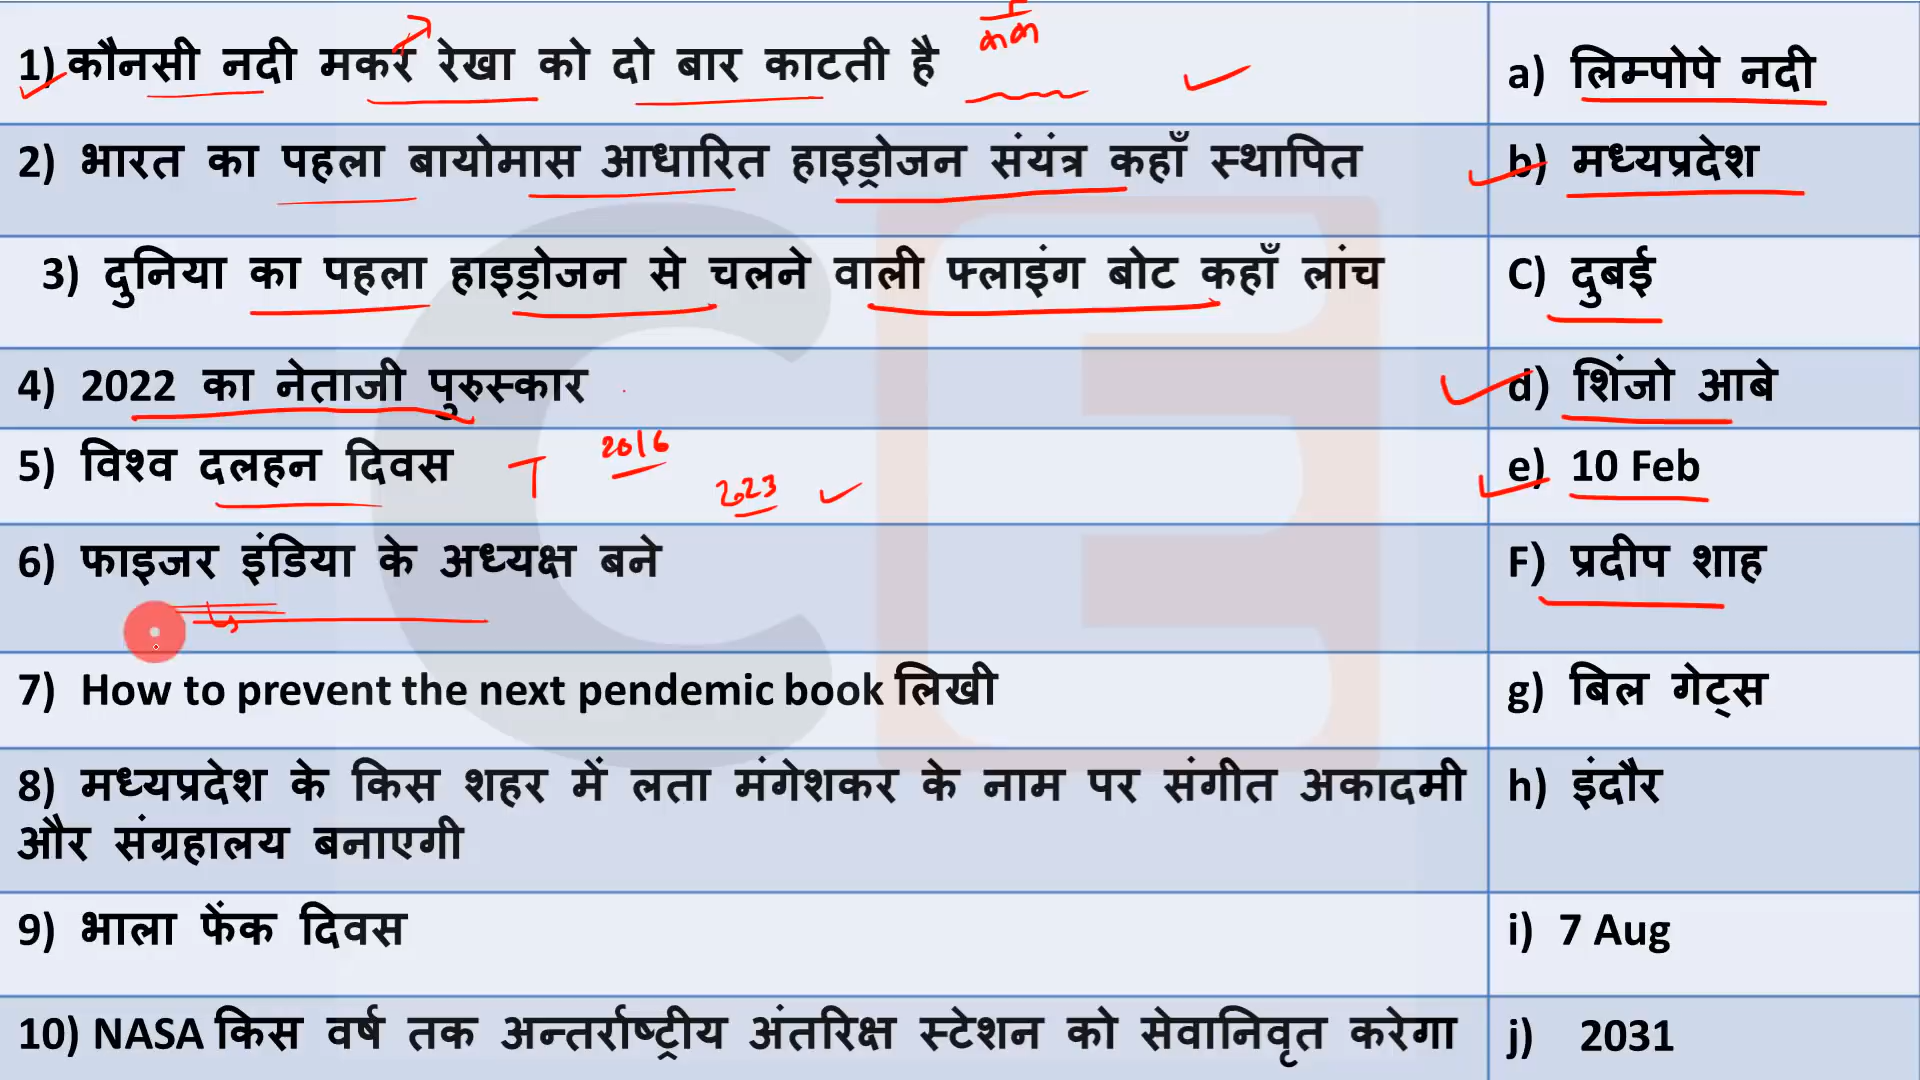 1) कौनसी नदी मकर रेखा को दो बार काटती है
a) लिम्पोपे नदी
2) भारत का पहला बायोमास आधारित हाइड्रोजन संयंत्र कहाँ स्थापित
b) मध्यप्रदेश
3) दुनिया का पहला हाइड्रोजन से चलने वाली फ्लाइंग बोट कहाँ लांच
C) दुबई
4) 2022 का नेताजी पुरुस्कार
d) शिंजो आबे
5) विश्व दलहन दिवस
2016
2023
e) 10 Feb
6) फाइजर इंडिया के अध्यक्ष बने
F) प्रदीप शाह
7) How to prevent the next pendemic book लिखी
g) बिल गेट्स
8) मध्यप्रदेश के किस शहर में लता मंगेशकर के नाम पर संगीत अकादमी
और संग्रहालय बनाएगी
h) इंदौर
9) भाला फेंक दिवस
i) 7 Aug
10) NASA किस वर्ष तक अन्तर्राष्ट्रीय अंतरिक्ष स्टेशन को सेवानिवृत करेगा
j) 2031
CE